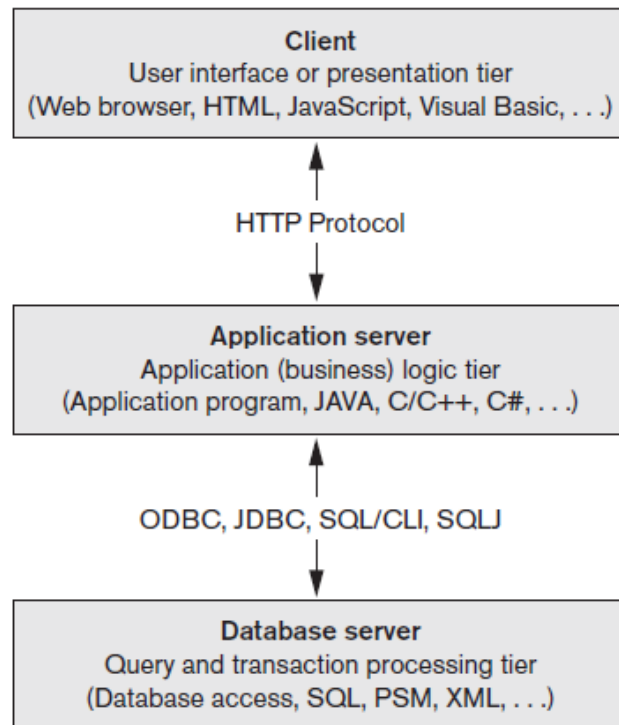 Client
User interface or presentation tier
(Web browser, HTML, JavaScript, Visual Basic, . . .)
HTTP Protocol
Application server
Application (business) logic tier
(Application program, JAVA, C/C++, C#, . . .)
ODBC, JDBC, SQL/CLI, SQLJ
Database server
Query and transaction processing tier
(Database access, SQL, PSM, XML, . . .)